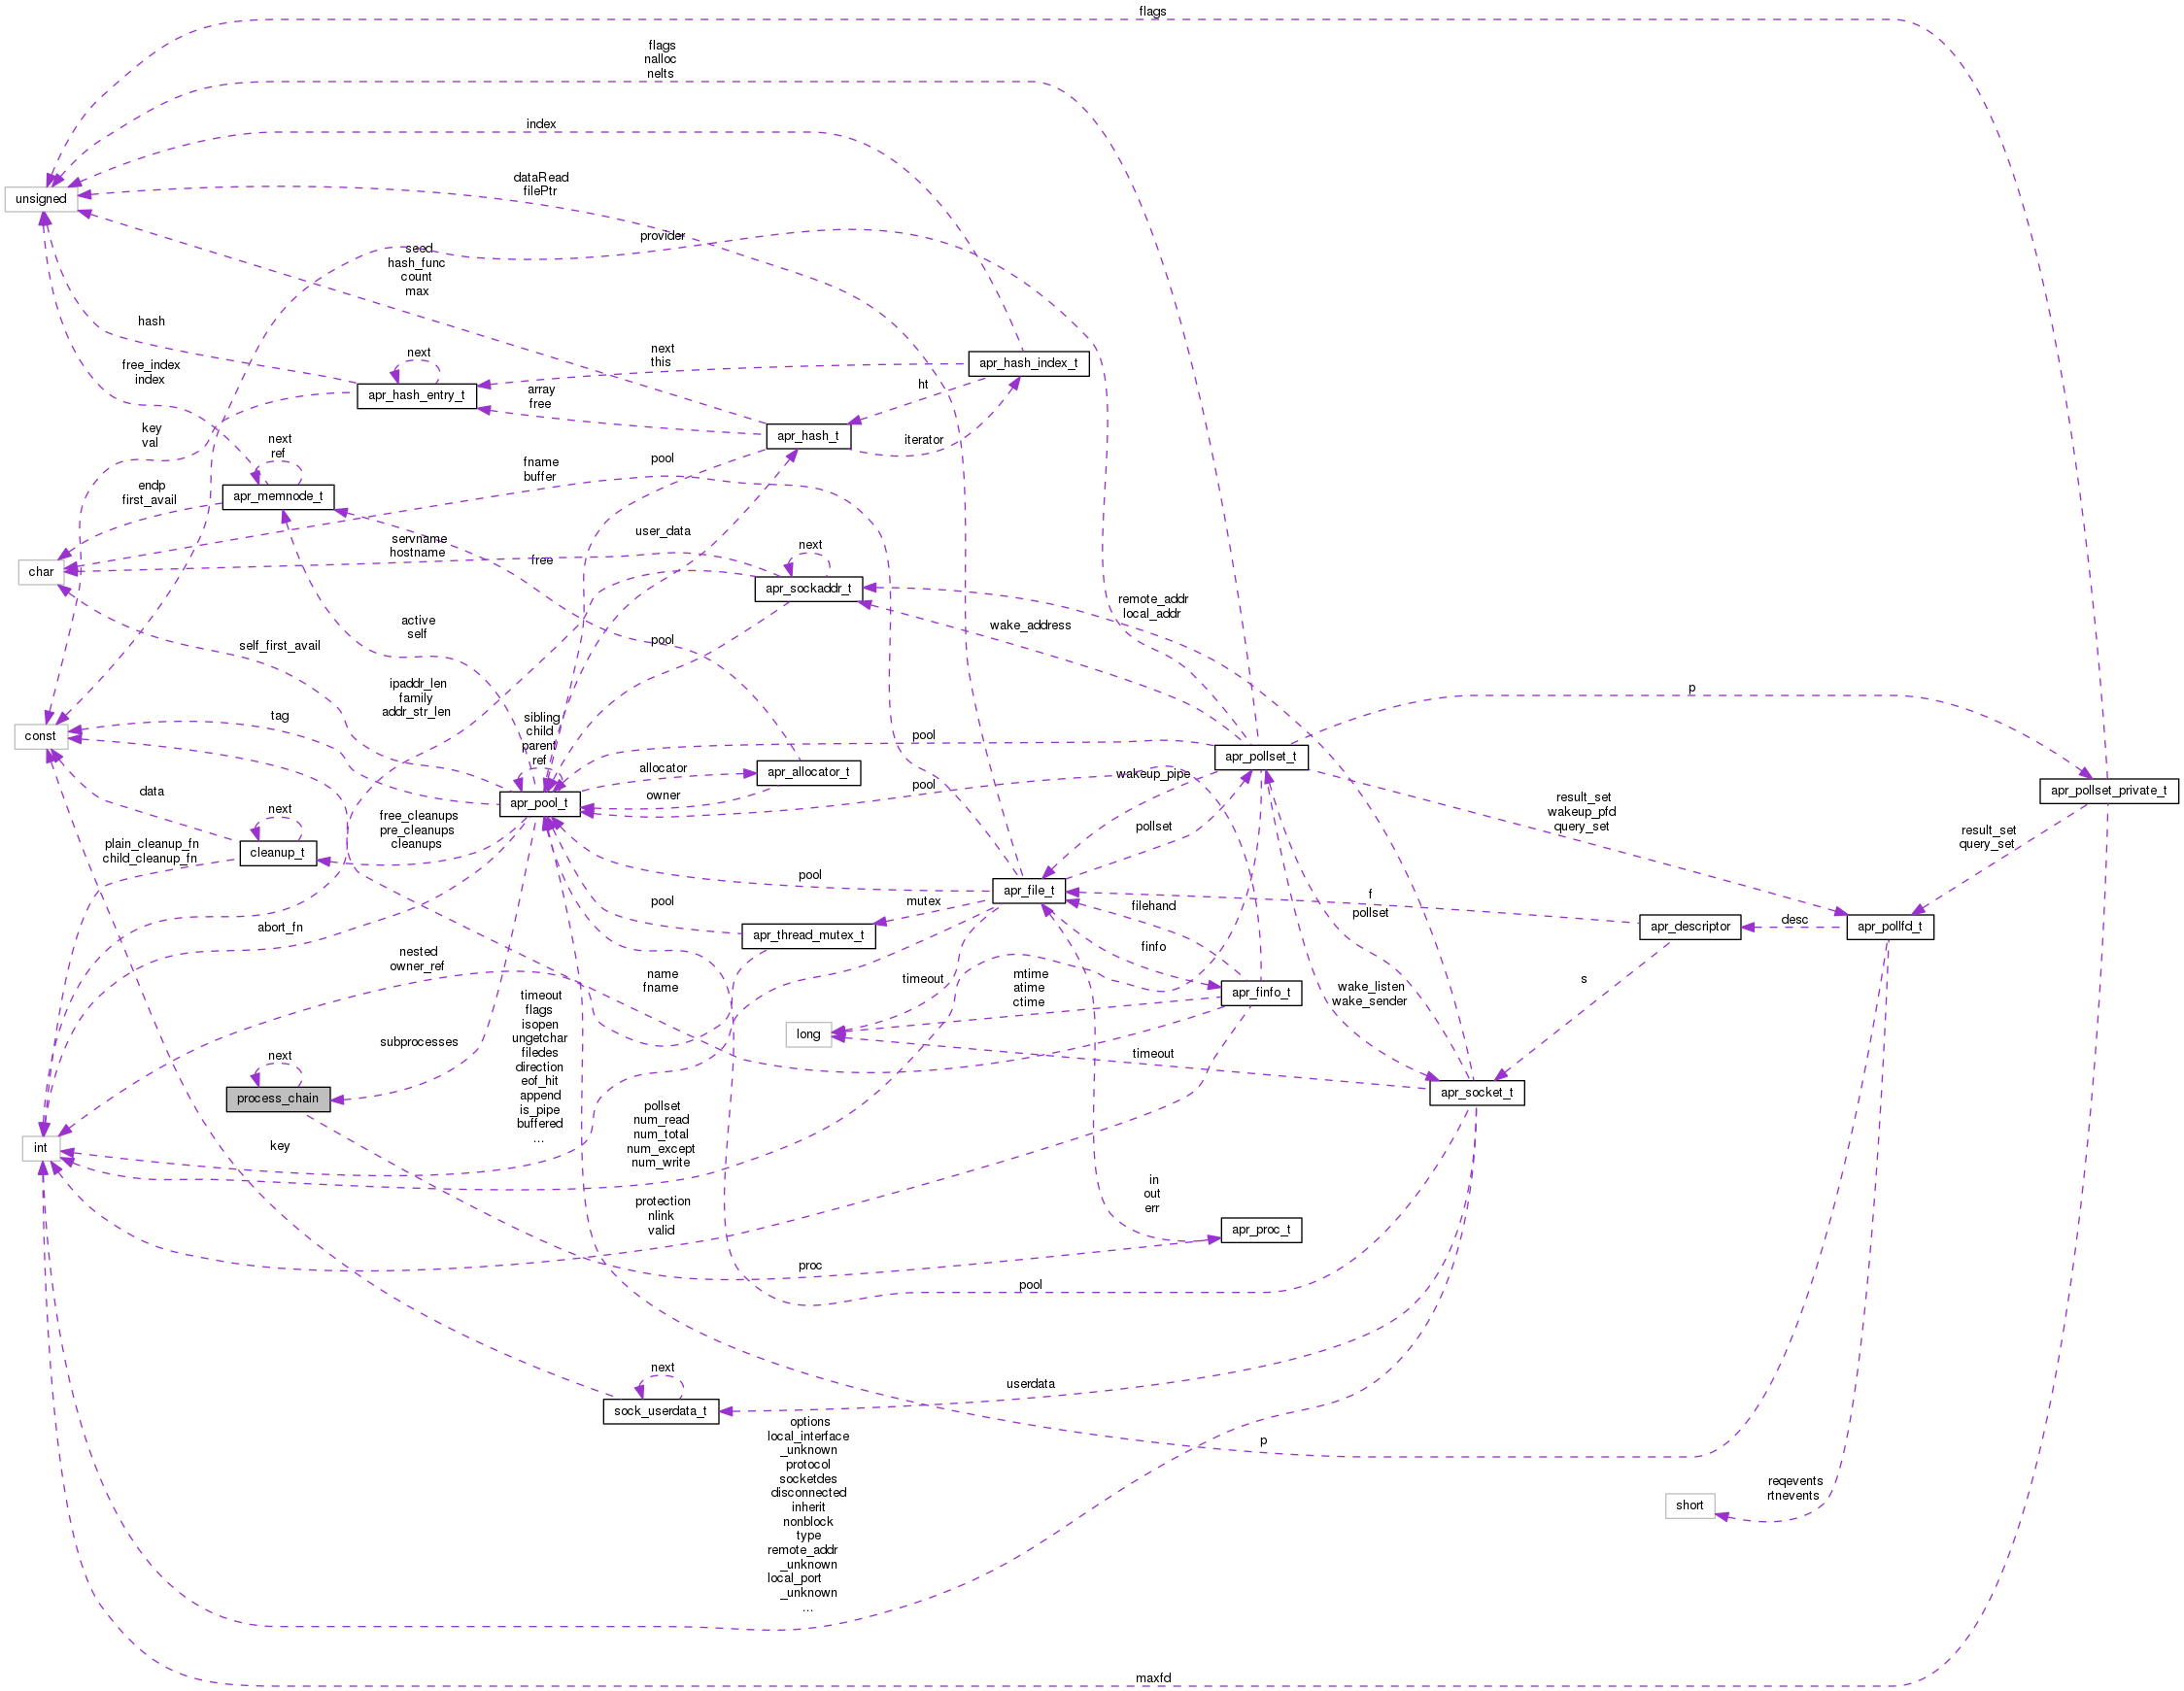 flags
flags
nalloc
nelts
index
dataRead
filePtr
unsigned
provider
seed
hash_func
count
max
hash
next
next
this
apr_hash_index_t
free_index
index
apr_hash_entry_t
array
free
ht
key
val
next
ref
apr_hash_t
iterator
fname
buffer
pool
endp
first_avail
apr_memnode_t
servname
hostname
user_data
next
free
char
apr_sockaddr_t
remote_addr
local_addr
active
self
wake_address
self_first_avail
pool
ipaddr_len
family
addr_str_len
p
tag
sibling
child
parent
ref
const
pool
apr_pollset_t
allocator
apr_allocator_t
wakeup_pipe
data
next
apr_pool_t
owner
pool
apr_pollset_private_t
result_set
wakeup_pfd
query_set
free_cleanups
pre_cleanups
cleanups
plain_cleanup_fn
child_cleanup_fn
cleanup_t
pollset
result_set
query_set
pool
apr_file_t
f
pollset
abort_fn
pool
mutex
filehand
desc
apr_thread_mutex_t
apr_descriptor
apr_pollfd_t
nested
owner_ref
finfo
name
fname
timeout
mtime
atime
ctime
apr_finfo_t
wake_listen
wake_sender
s
timeout
flags
isopen
ungetchar
filedes
direction
eof_hit
append
is_pipe
buffered
...
long
subprocesses
next
timeout
process_chain
apr_socket_t
int
key
pollset
num_read
num_total
num_except
num_write
in
out
err
protection
nlink
valid
apr_proc_t
proc
pool
next
userdata
sock_userdata_t
p
options
local_interface
_unknown
protocol
socketdes
disconnected
inherit
nonblock
type
remote_addr
_unknown
local_port
_unknown
...
reqevents
rtnevents
short
maxfd